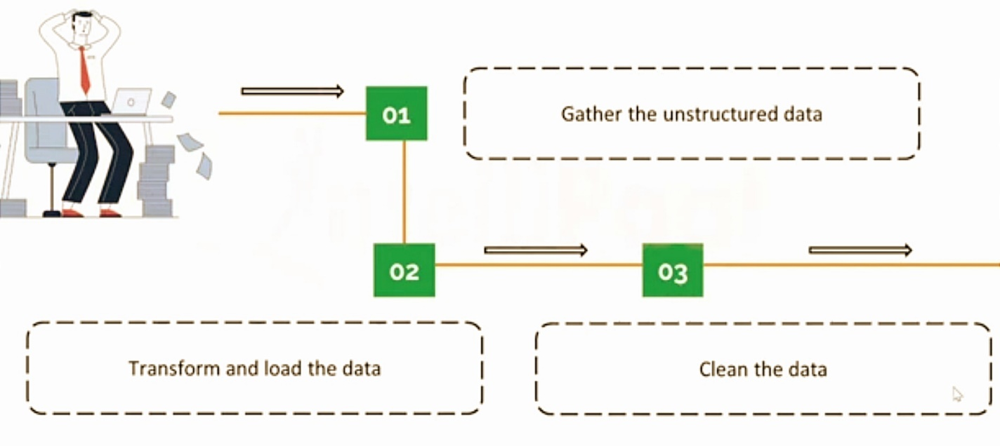 01
Gather the unstructured data
02
03
Transform and load the data
Clean the data